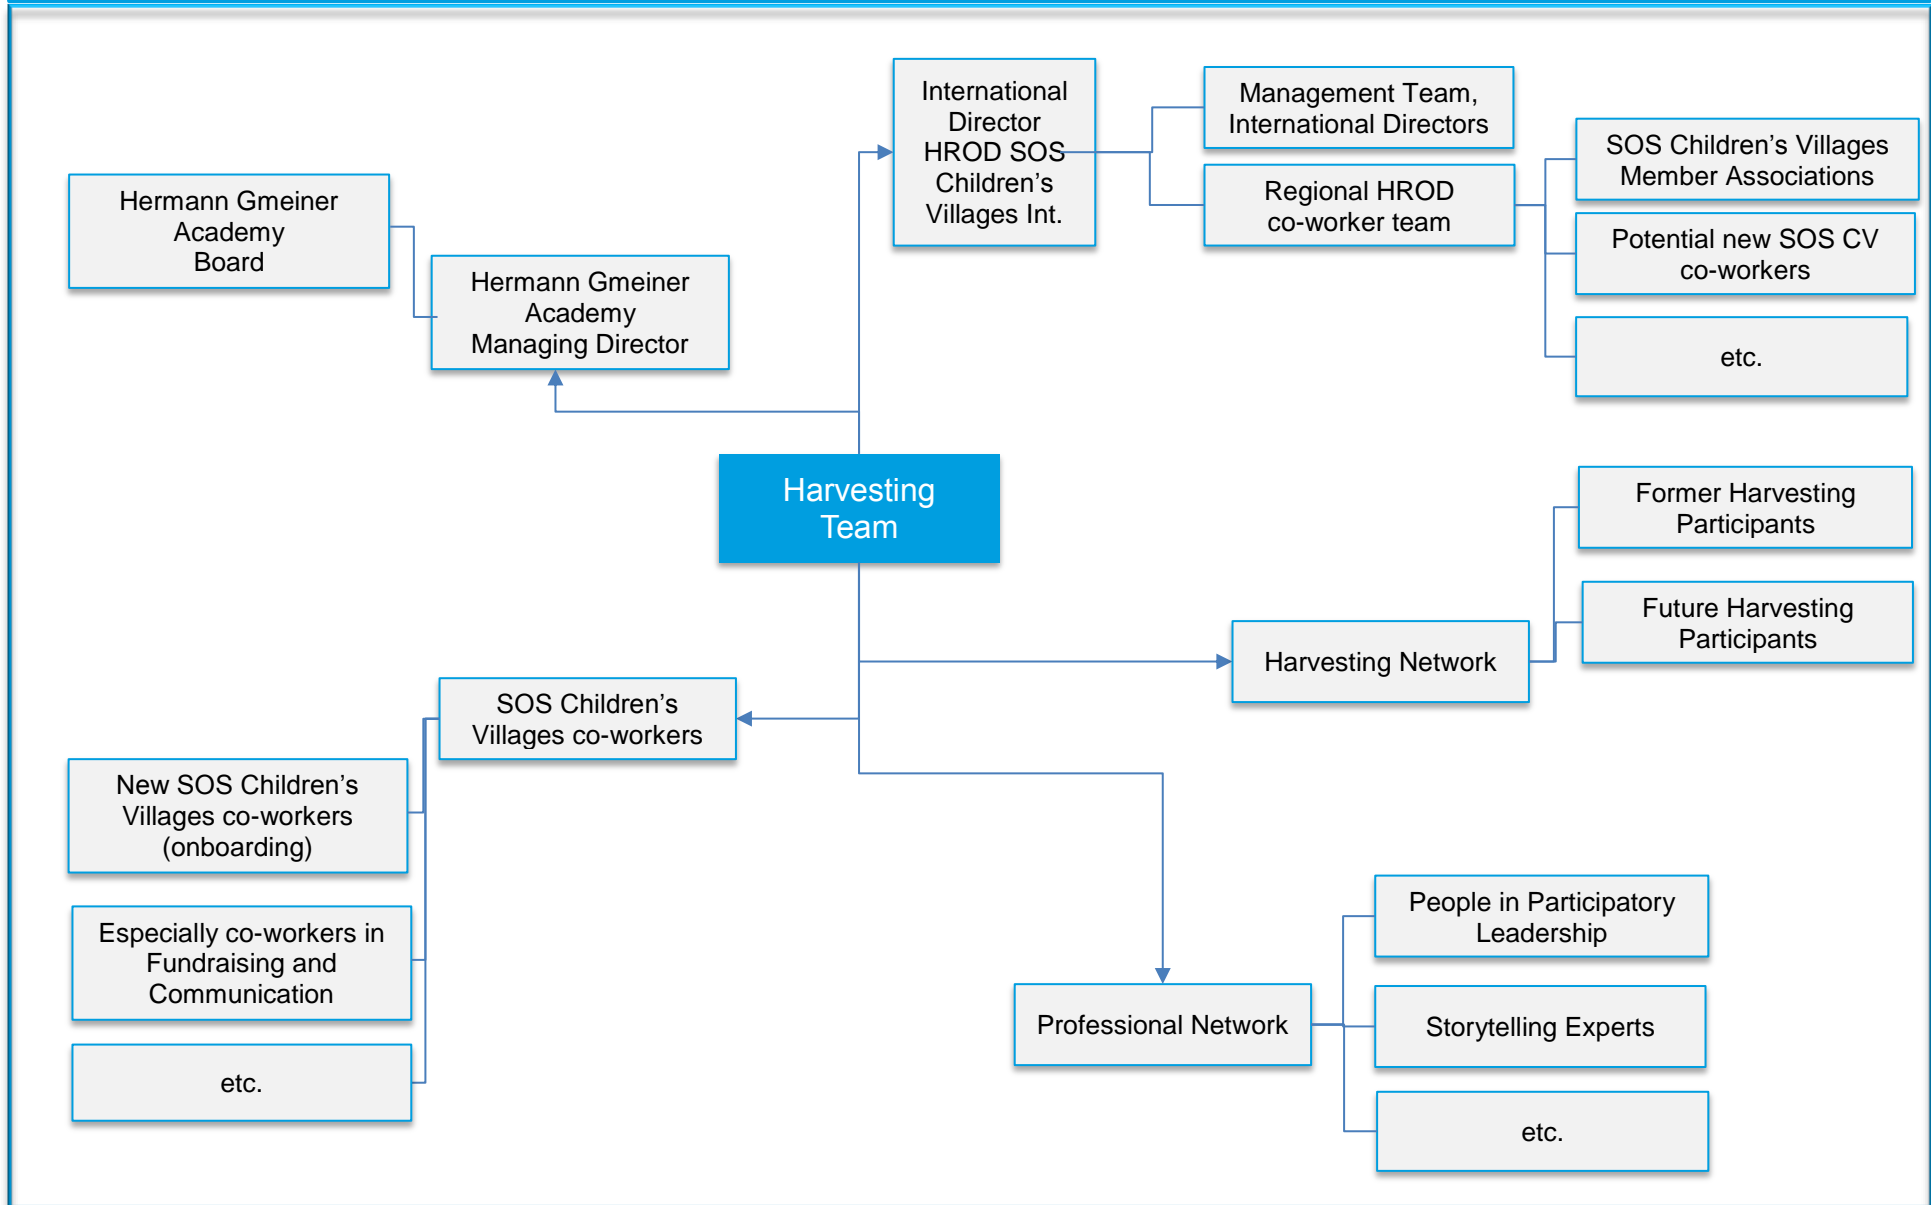 International
Director
HROD SOS
Children’s
Villages Int.
Management Team,
International Directors
SOS Children’s Villages
Member Associations
Regional HROD
co-worker team
Potential new SOS CV
co-workers
etc.
Hermann Gmeiner
Academy
Board
Hermann Gmeiner
Academy
Managing Director
Harvesting
Team
Former Harvesting
Participants
Future Harvesting
Participants
Harvesting Network
SOS Children’s
Villages co-workers
New SOS Children’s
Villages co-workers
(onboarding)
Especially co-workers in
Fundraising and
Communication
etc.
People in Participatory
Leadership
Professional Network
Storytelling Experts
etc.